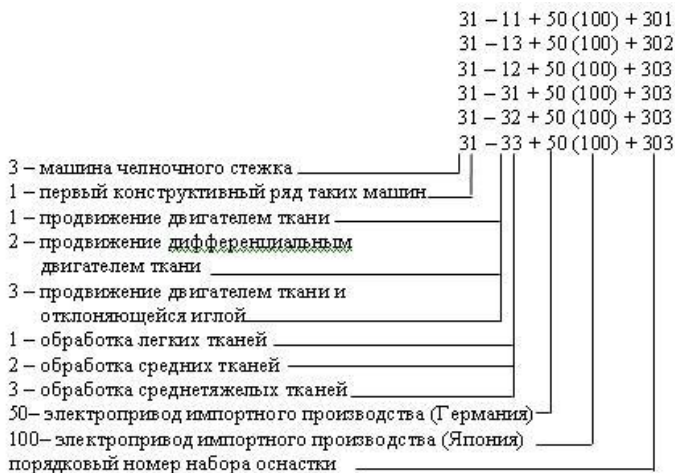 31 – 11 + 50 (100) + 301
31 – 13 + 50 (100) + 302
31 – 12 + 50 (100) + 303
31 – 31 + 50 (100) + 303
31 – 32 + 50 (100) + 303
31 – 33 + 50 (100) + 303
3 – машина челночного стежка
1 – первый конструктивный ряд таких машин
1 – продвижение двигателем ткани
2 – продвижение дифференциальным
двигателем ткани
3 – продвижение двигателем ткани и
отклоняющейся иглой
1 – обработка легких тканей
2 – обработка средних тканей
3 – обработка среднетяжелых тканей
50– электропривод импортного производства (Германия)
100– электропривод импортного производства (Япония)
порядковый номер набора оснастки